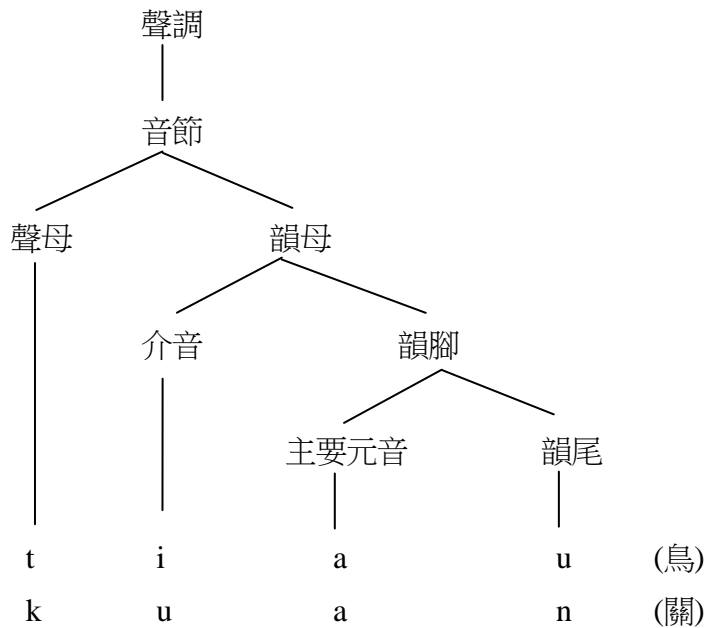 聲調
音節
聲母 韻母
介音 韻腳
主要元音 韻尾
t i a u (鳥)
k u a n (關)